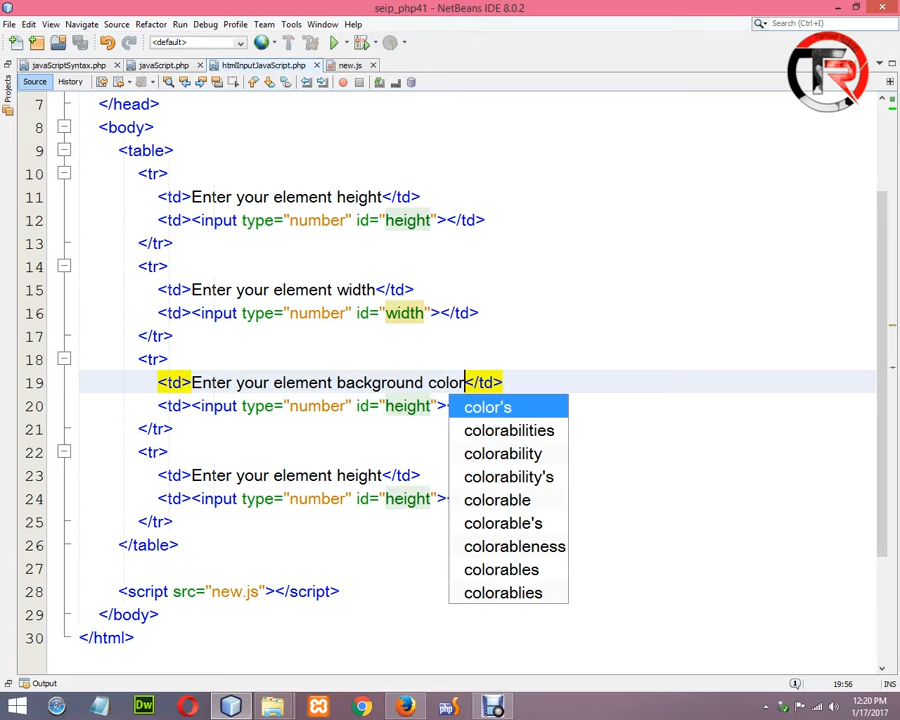 seip_php41 - NetBeans IDE 8.0.2
File Edit View Navigate Source Refactor Run Debug Profile Team Tools Window Help
Search (Ctrl+I)
<default>
javaScriptSyntax.php
javaScript.php
htmlInputJavaScript.php
new.js
Source History
Projects
TR
7 </head>
8 <body>
9 <table>
10 <tr>
11 <td>Enter your element height</td>
12 <td><input type="number" id="height"></td>
13 </tr>
14 <tr>
15 <td>Enter your element width</td>
16 <td><input type="number" id="width"></td>
17 </tr>
18 <tr>
19 <td>Enter your element background color</td>
20 <td><input type="number" id="height">
21 </tr>
22 <tr>
23 <td>Enter your element height</td>
24 <td><input type="number" id="height">
25 </tr>
26 </table>
27
28 <script src="new.js"></script>
29 </body>
30 </html>
color's
colorabilities
colorability
colorability's
colorable
colorable's
colorableness
colorables
colorablies
Output
19:56 INS
Dw
php
12:20 PM
1/17/2017